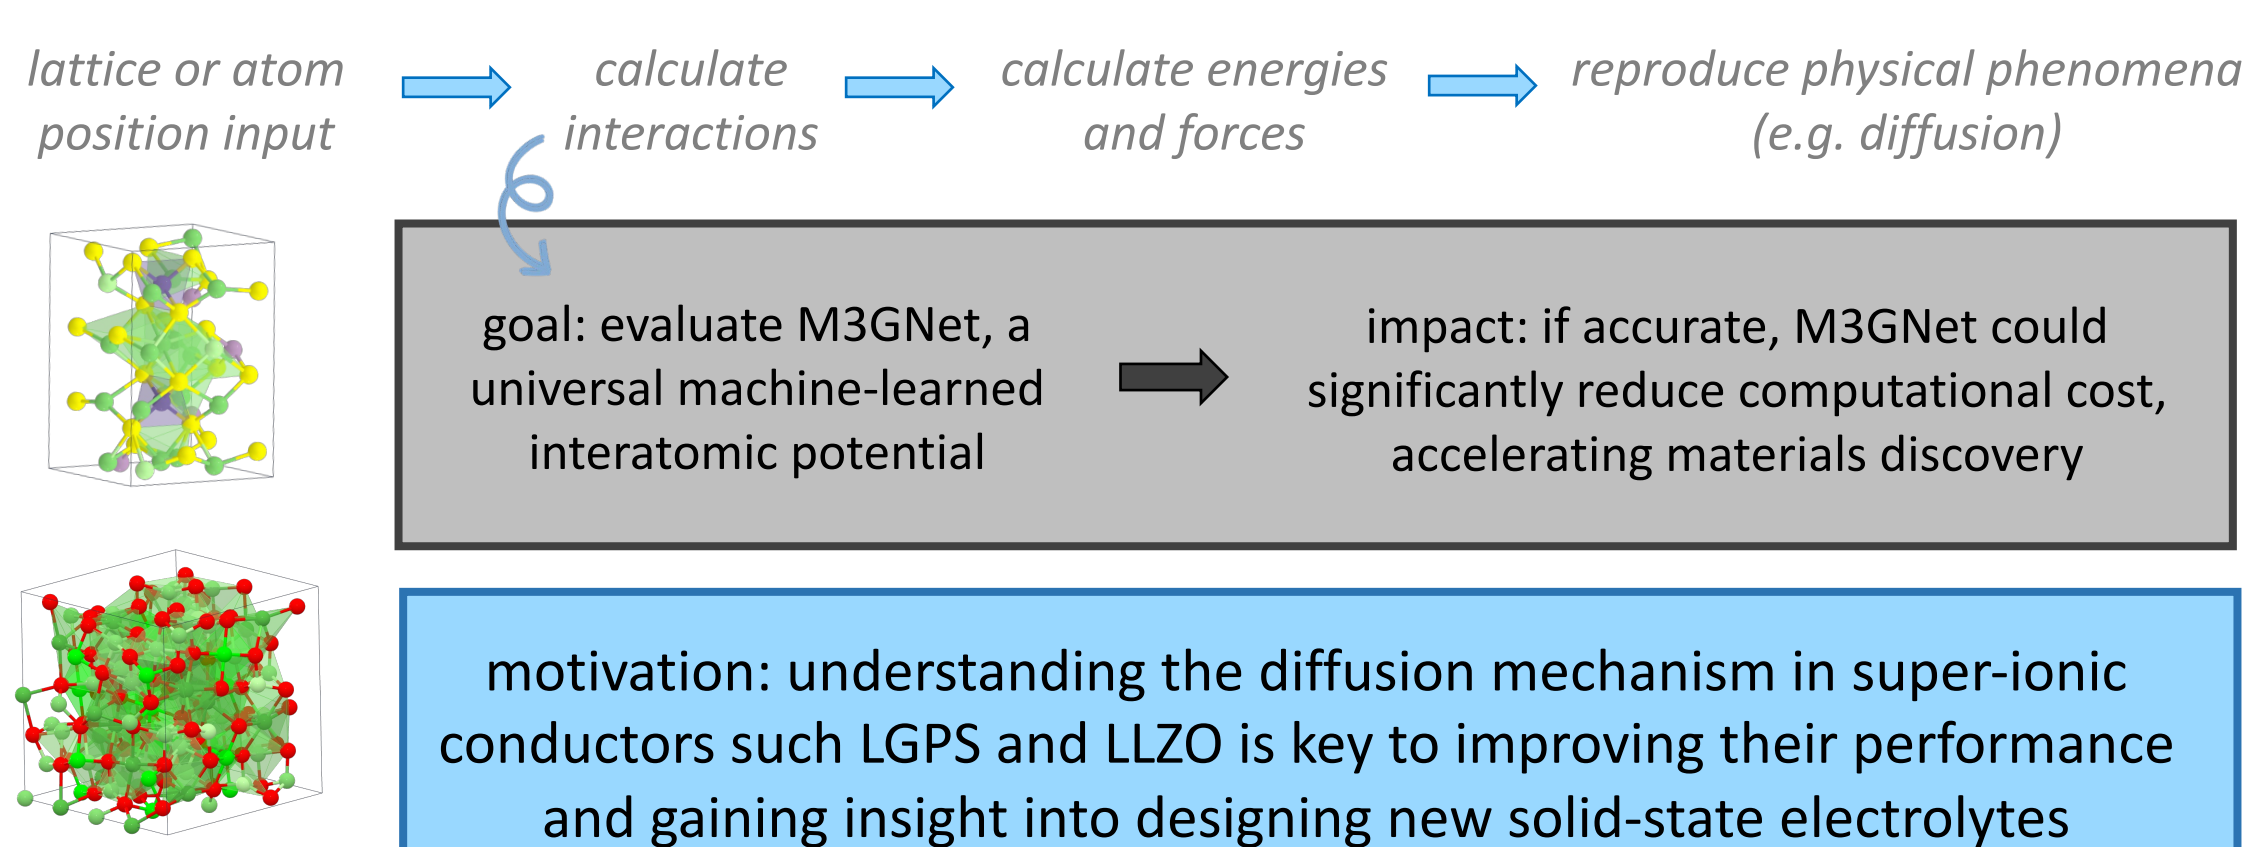 lattice or atom
position input
calculate
interactions
calculate energies
and forces
reproduce physical phenomena
(e.g. diffusion)
goal: evaluate M3GNet, a
universal machine-learned
interatomic potential
impact: if accurate, M3GNet could
significantly reduce computational cost,
accelerating materials discovery
motivation: understanding the diffusion mechanism in super-ionic
conductors such LGPS and LLZO is key to improving their performance
and gaining insight into designing new solid-state electrolytes